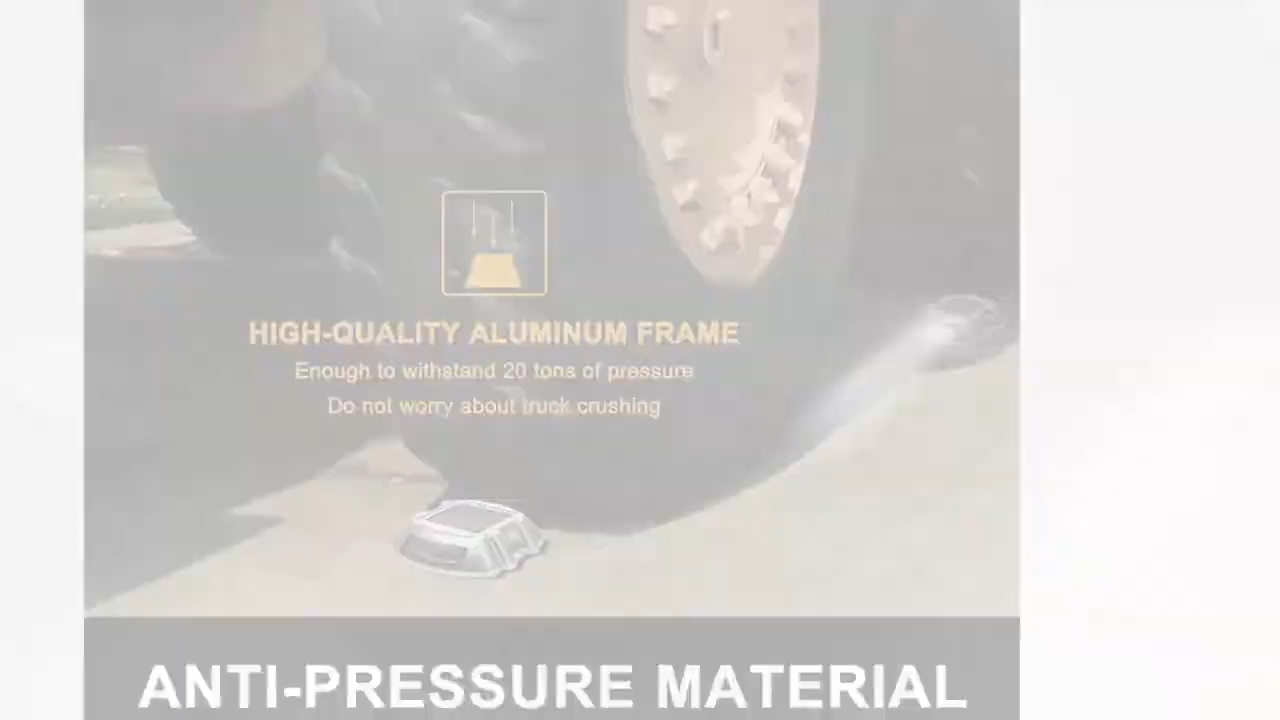 HIGH-QUALITY ALUMINUM FRAME
Enough to withstand 20 tons of pressure
Do not worry about truck crushing
ANTI-PRESSURE MATERIAL